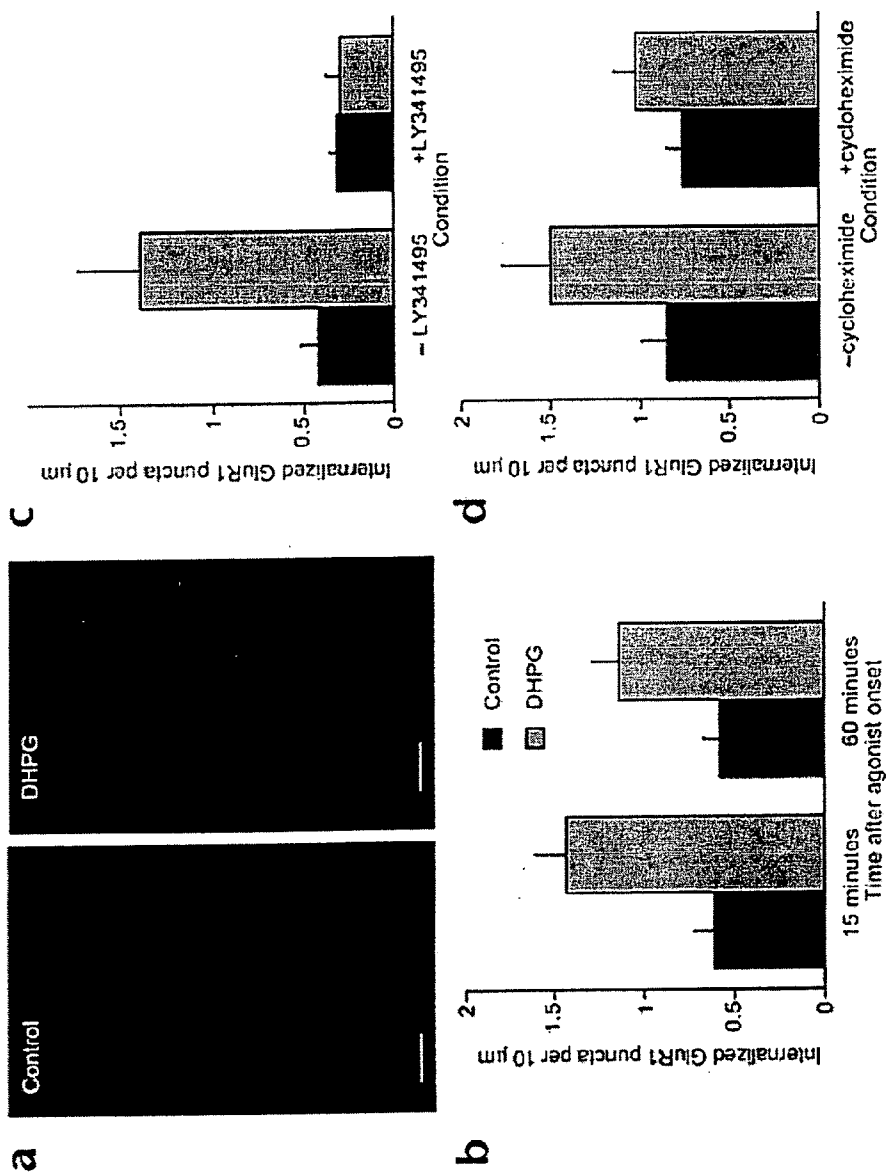 a
Control
DHPG
b
Internalized GluR1 puncta per 10 µm
2
1.5
1
0.5
0
Control
DHPG
15 minutes
60 minutes
Time after agonist onset
c
Internalized GluR1 puncta per 10 µm
1.5
1
0.5
0
– LY341495
+LY341495
Condition
d
Internalized GluR1 puncta per 10 µm
2
1.5
1
0.5
0
–cycloheximide
+cycloheximide
Condition